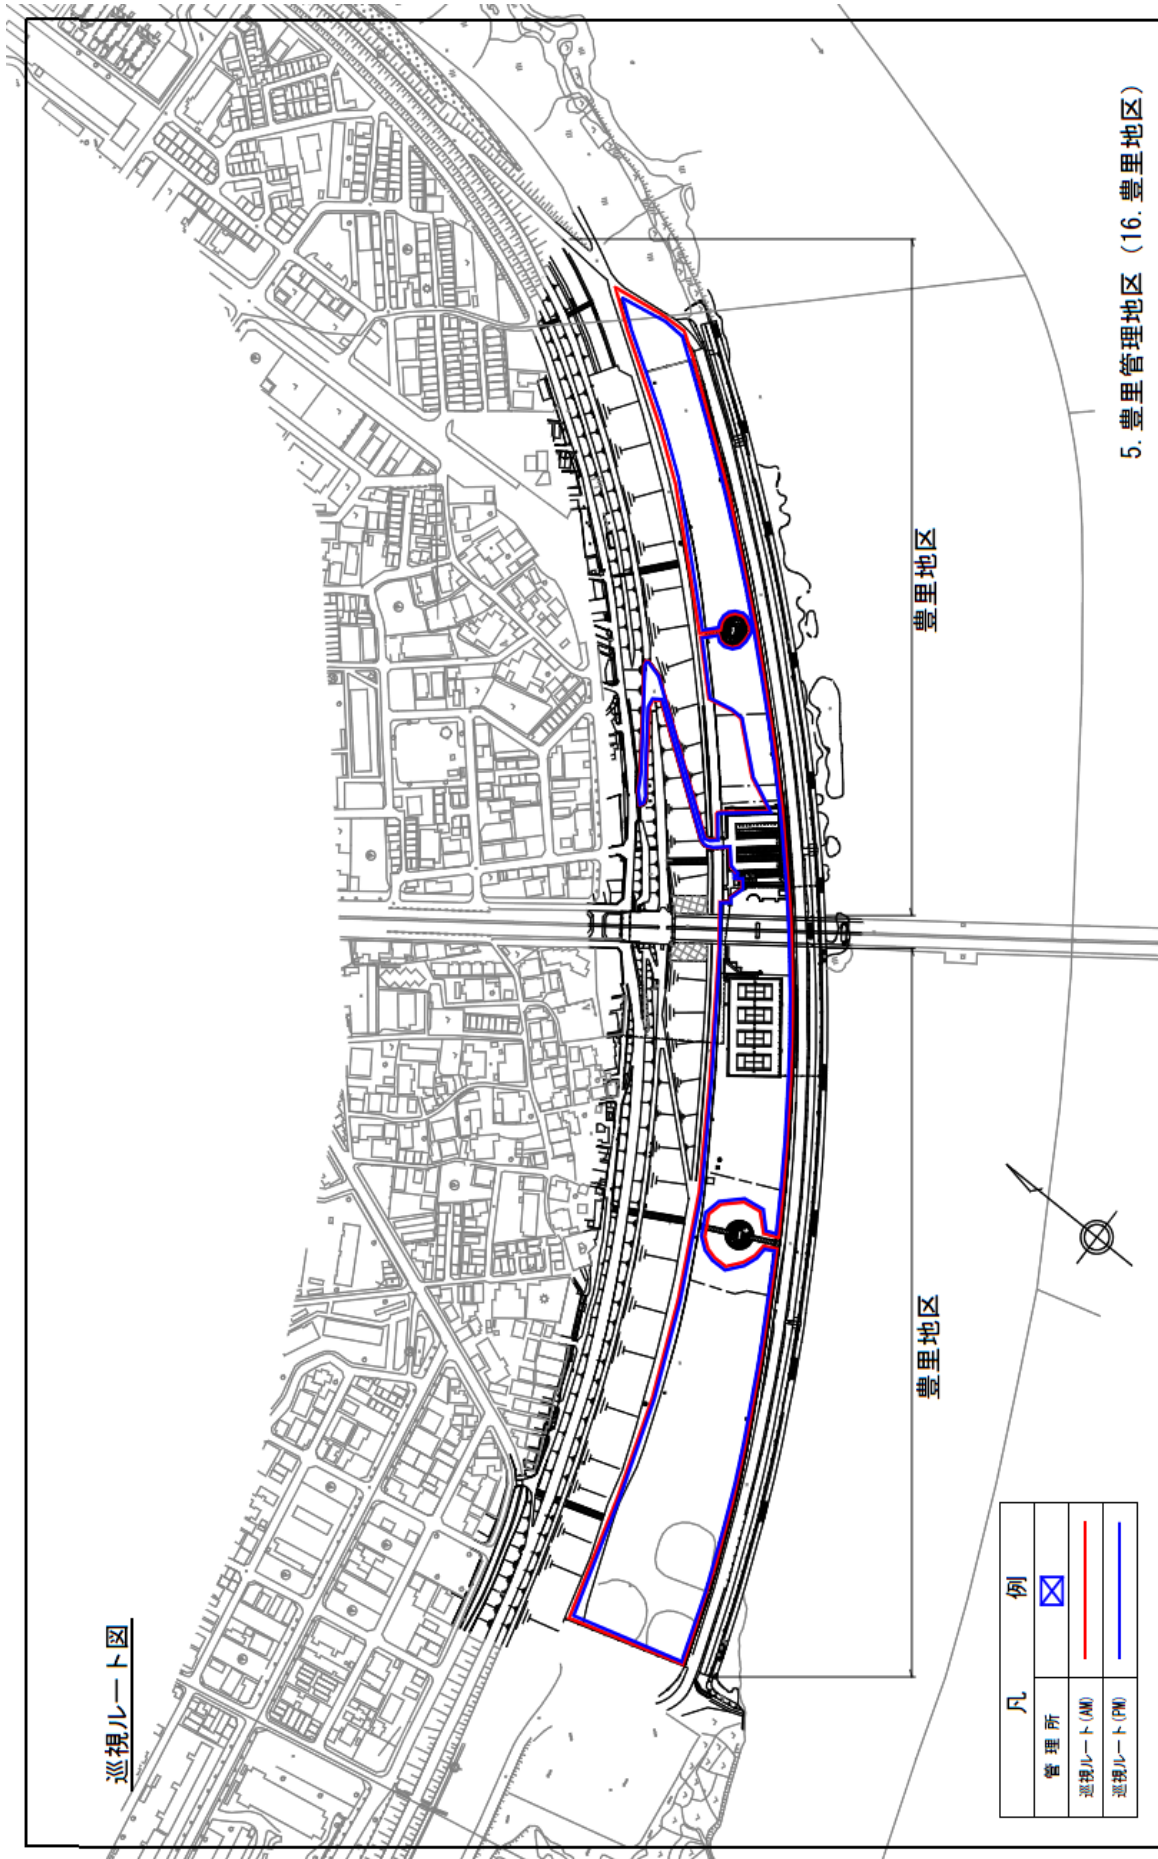 巡視ルート図
5. 豊里管理地区 (16. 豊里地区)
豊里地区
豊里地区
凡 例
管理所
巡視ルート(AM)
巡視ルート(PM)